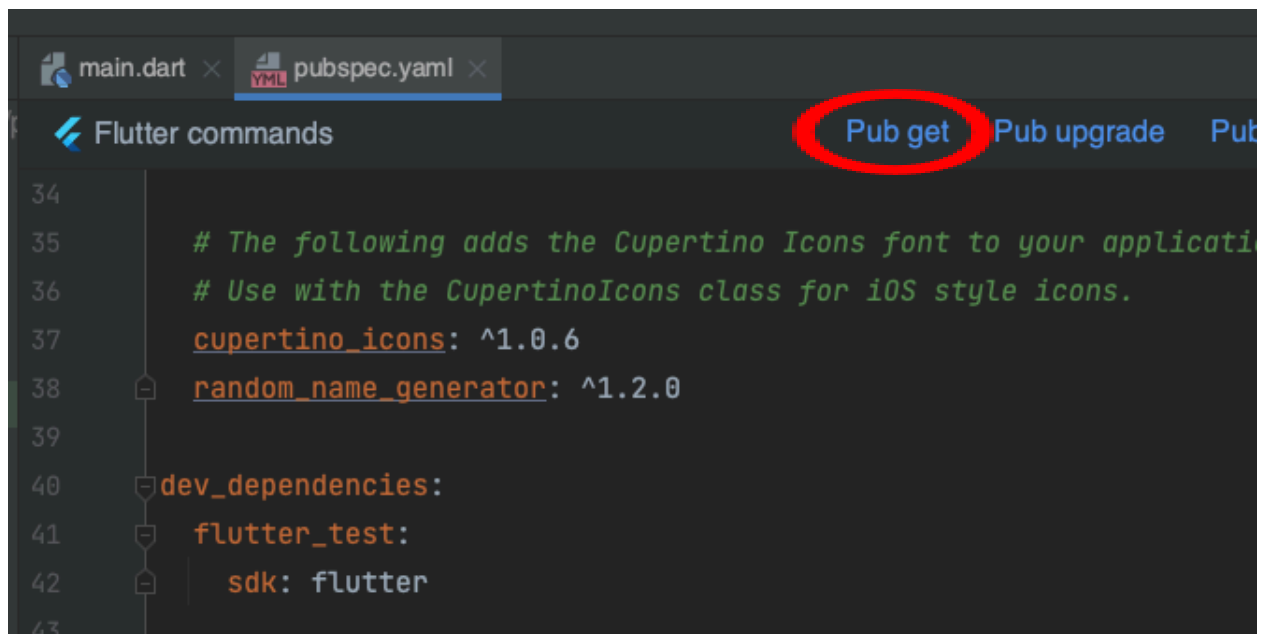 main.dart pubspec.yaml
Flutter commands Pub get Pub upgrade Pub
34
35 # The following adds the Cupertino Icons font to your applicati
36 # Use with the CupertinoIcons class for iOS style icons.
37 cupertino_icons: ^1.0.6
38 random_name_generator: ^1.2.0
39
40 dev_dependencies:
41 flutter_test:
42 sdk: flutter
43